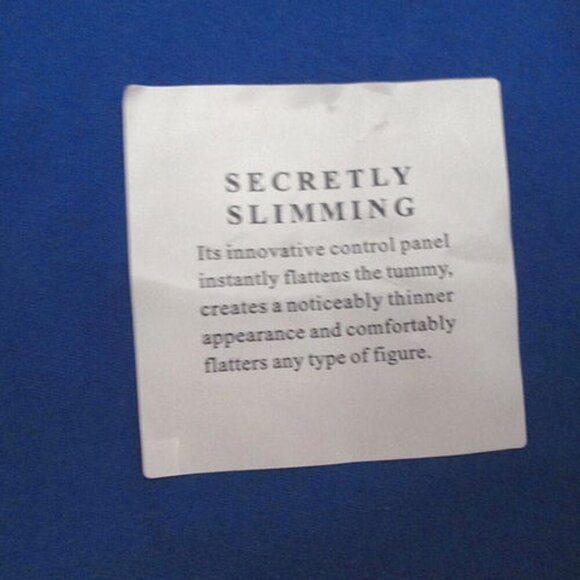 SECRETLY
SLIMMING
Its innovative control panel
instantly flattens the tummy,
creates a noticeably thinner
appearance and comfortably
flatters any type of figure.